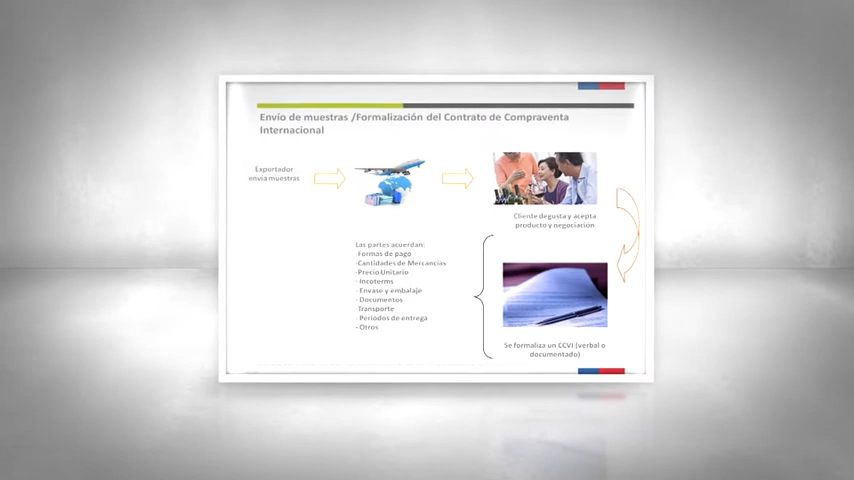 Envío de muestras /Formalización del Contrato de Compraventa
Internacional
Exportador
envía muestras
Cliente degusta y acepta
producto y negociación
Las partes acuerdan:
· Formas de pago
·Cantidades de Mercancías
·Precio Unitario
· Incoterms
· Envase y embalaje
· Documentos
· Transporte
· Periodos de entrega
· Otros
Se formaliza un CCVI (verbal o
documentado)